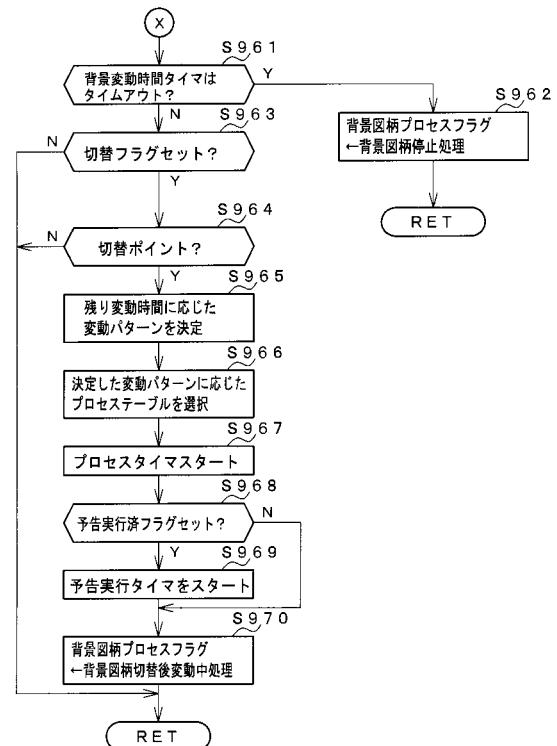 X
S961
背景変動時間タイマは
タイムアウト?
Y
N
S962
背景図柄プロセスフラグ
←背景図柄停止処理
RET
S963
N
切替フラグセット?
Y
S964
N
切替ポイント?
Y
S965
残り変動時間に応じた
変動パターンを決定
S966
決定した変動パターンに応じた
プロセステーブルを選択
S967
プロセスタイマスタート
S968
予告実行済フラグセット?
N
Y
S969
予告実行タイマをスタート
S970
背景図柄プロセスフラグ
←背景図柄切替後変動中処理
RET